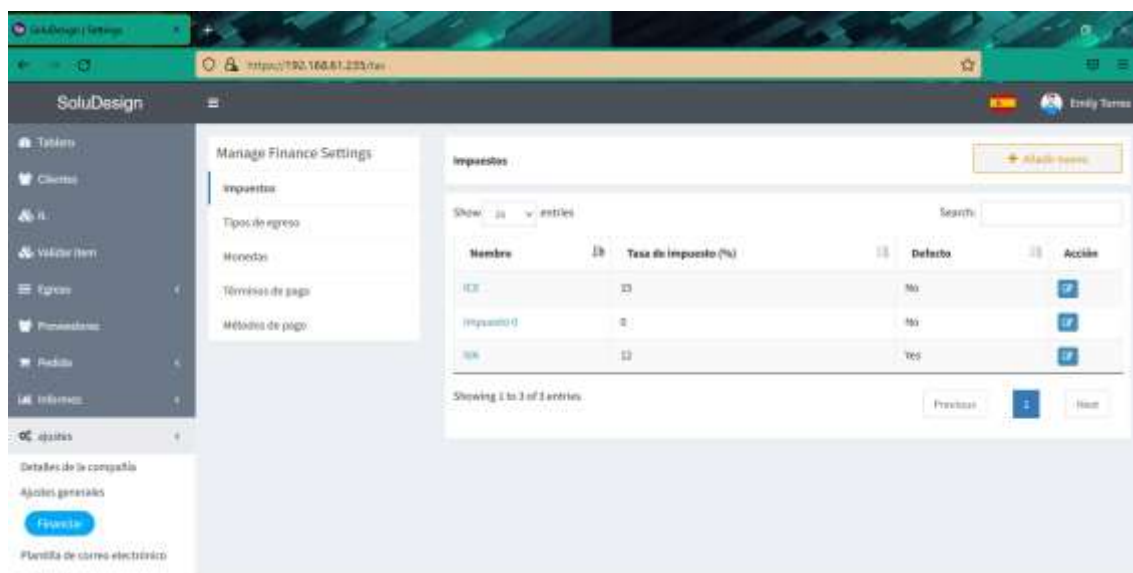 SoluDesign | Settings
https://192.168.61.235/tax
SoluDesign
Emily Torres
Tablero
Clientes
Validar Item
Egreso
Proveedores
Pedido
Informes
ajustes
Detalles de la compañía
Ajustes generales
Financiar
Plantilla de correo electrónico
Manage Finance Settings
Impuestos
Tipos de egreso
Monedas
Términos de pago
Métodos de pago
Impuestos
Añadir nuevo
Show entries
Search:
Nombre Tasa de impuesto (%) Defecto Acción
ICE 15 No
Impuesto 0 0 No
IVA 12 Yes
Showing 1 to 3 of 3 entries
Previous 1 Next